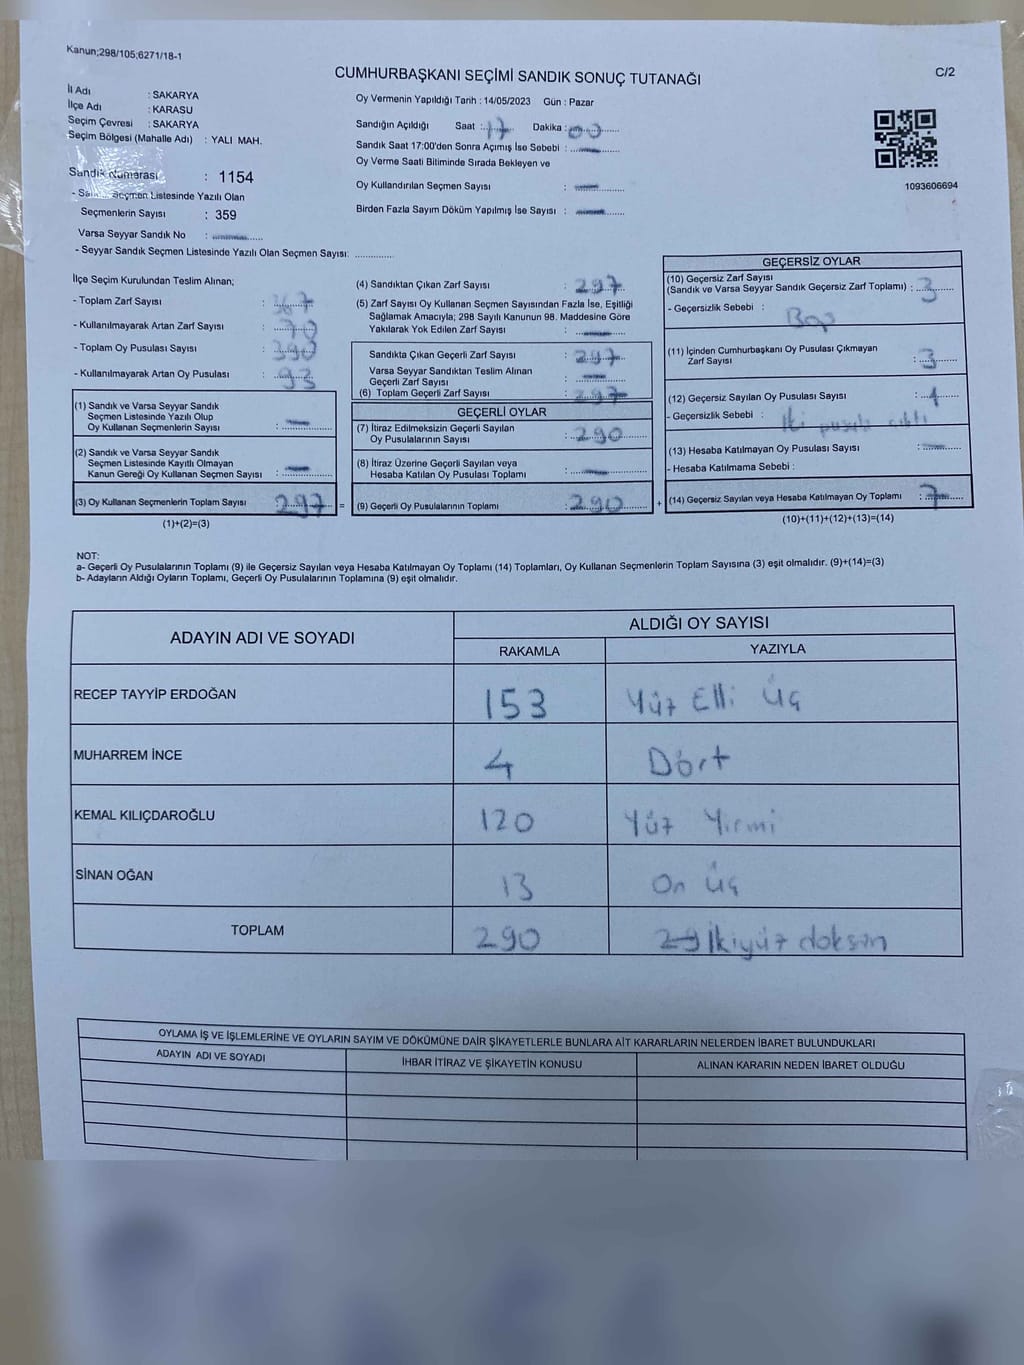 Kanun;298/105;6271/18-1
CUMHURBAŞKANI SEÇİMİ SANDIK SONUÇ TUTANAĞI
C/2
İl Adı : SAKARYA
İlçe Adı : KARASU
Seçim Çevresi : SAKARYA
Seçim Bölgesi (Mahalle Adı) : YALI MAH.
Sandık Numarası : 1154
- Seçmen Listesinde Yazılı Olan
Seçmenlerin Sayısı : 359
Varsa Seyyar Sandık No :
- Seyyar Sandık Seçmen Listesinde Yazılı Olan Seçmen Sayısı:
Oy Vermenin Yapıldığı Tarih : 14/05/2023 Gün : Pazar
Sandığın Açıldığı Saat : 17 Dakika : 00
Sandık Saat 17:00'den Sonra Açımış İse Sebebi :
Oy Verme Saati Bitiminde Sırada Bekleyen ve
Oy Kullandırılan Seçmen Sayısı :
Birden Fazla Sayım Döküm Yapılmış İse Sayısı :
1093606694
İlçe Seçim Kurulundan Teslim Alınan;
- Toplam Zarf Sayısı : 367
- Kullanılmayarak Artan Zarf Sayısı : 70
- Toplam Oy Pusulası Sayısı : 390
- Kullanılmayarak Artan Oy Pusulası : 93
(1) Sandık ve Varsa Seyyar Sandık
Seçmen Listesinde Yazılı Olup
Oy Kullanan Seçmenlerin Sayısı :
(2) Sandık ve Varsa Seyyar Sandık
Seçmen Listesinde Kayıtlı Olmayan
Kanun Gereği Oy Kullanan Seçmen Sayısı :
(3) Oy Kullanan Seçmenlerin Toplam Sayısı : 297 =
(1)+(2)=(3)
(4) Sandıktan Çıkan Zarf Sayısı : 297
(5) Zarf Sayısı Oy Kullanan Seçmen Sayısından Fazla İse, Eşitliği
Sağlamak Amacıyla; 298 Sayılı Kanunun 98. Maddesine Göre
Yakılarak Yok Edilen Zarf Sayısı :
Sandıkta Çıkan Geçerli Zarf Sayısı : 297
Varsa Seyyar Sandıktan Teslim Alınan
Geçerli Zarf Sayısı :
(6) Toplam Geçerli Zarf Sayısı : 297
GEÇERLİ OYLAR
(7) İtiraz Edilmeksizin Geçerli Sayılan
Oy Pusulalarının Sayısı : 290
(8) İtiraz Üzerine Geçerli Sayılan veya
Hesaba Katılan Oy Pusulası Toplamı :
(9) Geçerli Oy Pusulalarının Toplamı : 290 +
GEÇERSİZ OYLAR
(10) Geçersiz Zarf Sayısı
(Sandık ve Varsa Seyyar Sandık Geçersiz Zarf Toplamı) : 3
- Geçersizlik Sebebi : Boş
(11) İçinden Cumhurbaşkanı Oy Pusulası Çıkmayan
Zarf Sayısı : 3
(12) Geçersiz Sayılan Oy Pusulası Sayısı : 1
- Geçersizlik Sebebi : İki pusula çıktı
(13) Hesaba Katılmayan Oy Pusulası Sayısı :
- Hesaba Katılmama Sebebi :
(14) Geçersiz Sayılan veya Hesaba Katılmayan Oy Toplamı : 7
(10)+(11)+(12)+(13)=(14)
NOT:
a- Geçerli Oy Pusulalarının Toplamı (9) ile Geçersiz Sayılan veya Hesaba Katılmayan Oy Toplamı (14) Toplamları, Oy Kullanan Seçmenlerin Toplam Sayısına (3) eşit olmalıdır. (9)+(14)=(3)
b- Adayların Aldığı Oyların Toplamı, Geçerli Oy Pusulalarının Toplamına (9) eşit olmalıdır.
ADAYIN ADI VE SOYADI
ALDIĞI OY SAYISI
RAKAMLA YAZIYLA
RECEP TAYYİP ERDOĞAN 153 Yüz Elli Üç
MUHARREM İNCE 4 Dört
KEMAL KILIÇDAROĞLU 120 Yüz Yirmi
SİNAN OĞAN 13 On Üç
TOPLAM 290 29 İkiyüz doksan
OYLAMA İŞ VE İŞLEMLERİNE VE OYLARIN SAYIM VE DÖKÜMÜNE DAİR ŞİKAYETLERLE BUNLARA AİT KARARLARIN NELERDEN İBARET BULUNDUKLARI
ADAYIN ADI VE SOYADI İHBAR İTİRAZ VE ŞİKAYETİN KONUSU ALINAN KARARIN NEDEN İBARET OLDUĞU